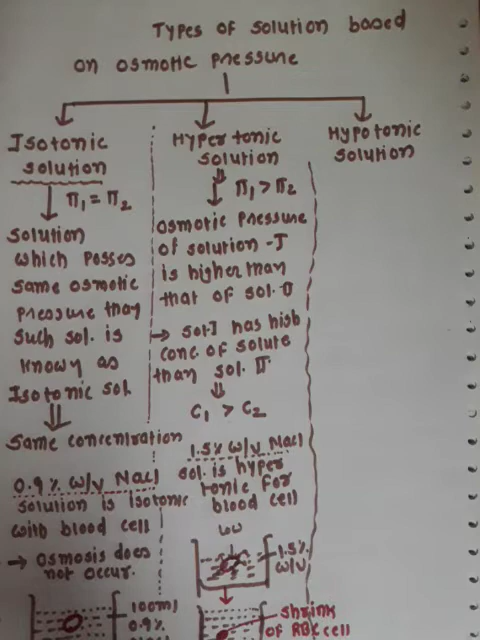 Types of solution based
on osmotic pressure
Isotonic
solution
π1 = π2
solution
which posses
same osmotic
pressure then
such sol. is
known as
Isotonic sol
same concentration
0.9% w/v Nacl
solution is Isotonic
with blood cell
→ osmosis does
not occur.
100ml
0.9%
Hypertonic
solution
π1 > π2
osmotic pressure
of solution -I
is higher than
that of sol. II
→ sol-I has high
conc of solute
than sol. II
C1 > C2
1.5% w/v Nacl
sol. is hyper
tonic for
blood cell
1.5%
w/v
shrink
of RBC cell
Hypotonic
solution